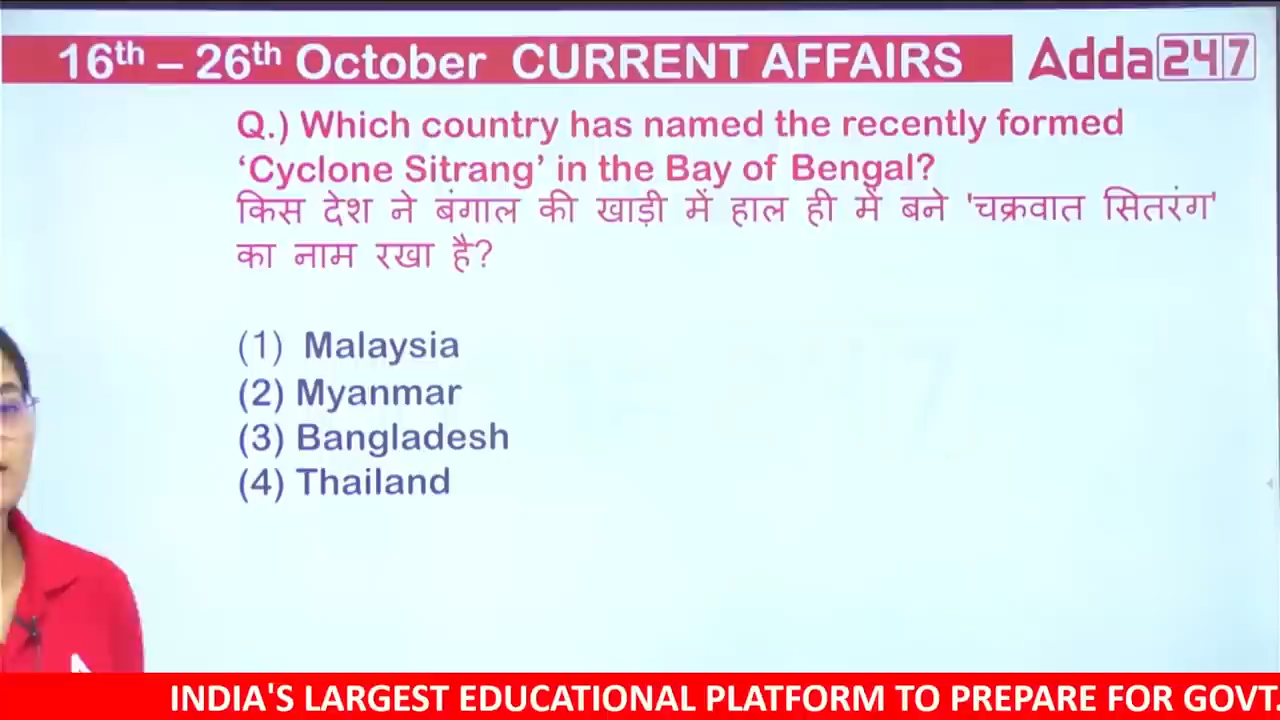 16th – 26th October CURRENT AFFAIRS
Adda247
Q.) Which country has named the recently formed
‘Cyclone Sitrang’ in the Bay of Bengal?
किस देश ने बंगाल की खाड़ी में हाल ही में बने 'चक्रवात सितरंग'
का नाम रखा है?
(1) Malaysia
(2) Myanmar
(3) Bangladesh
(4) Thailand
INDIA'S LARGEST EDUCATIONAL PLATFORM TO PREPARE FOR GOVT.